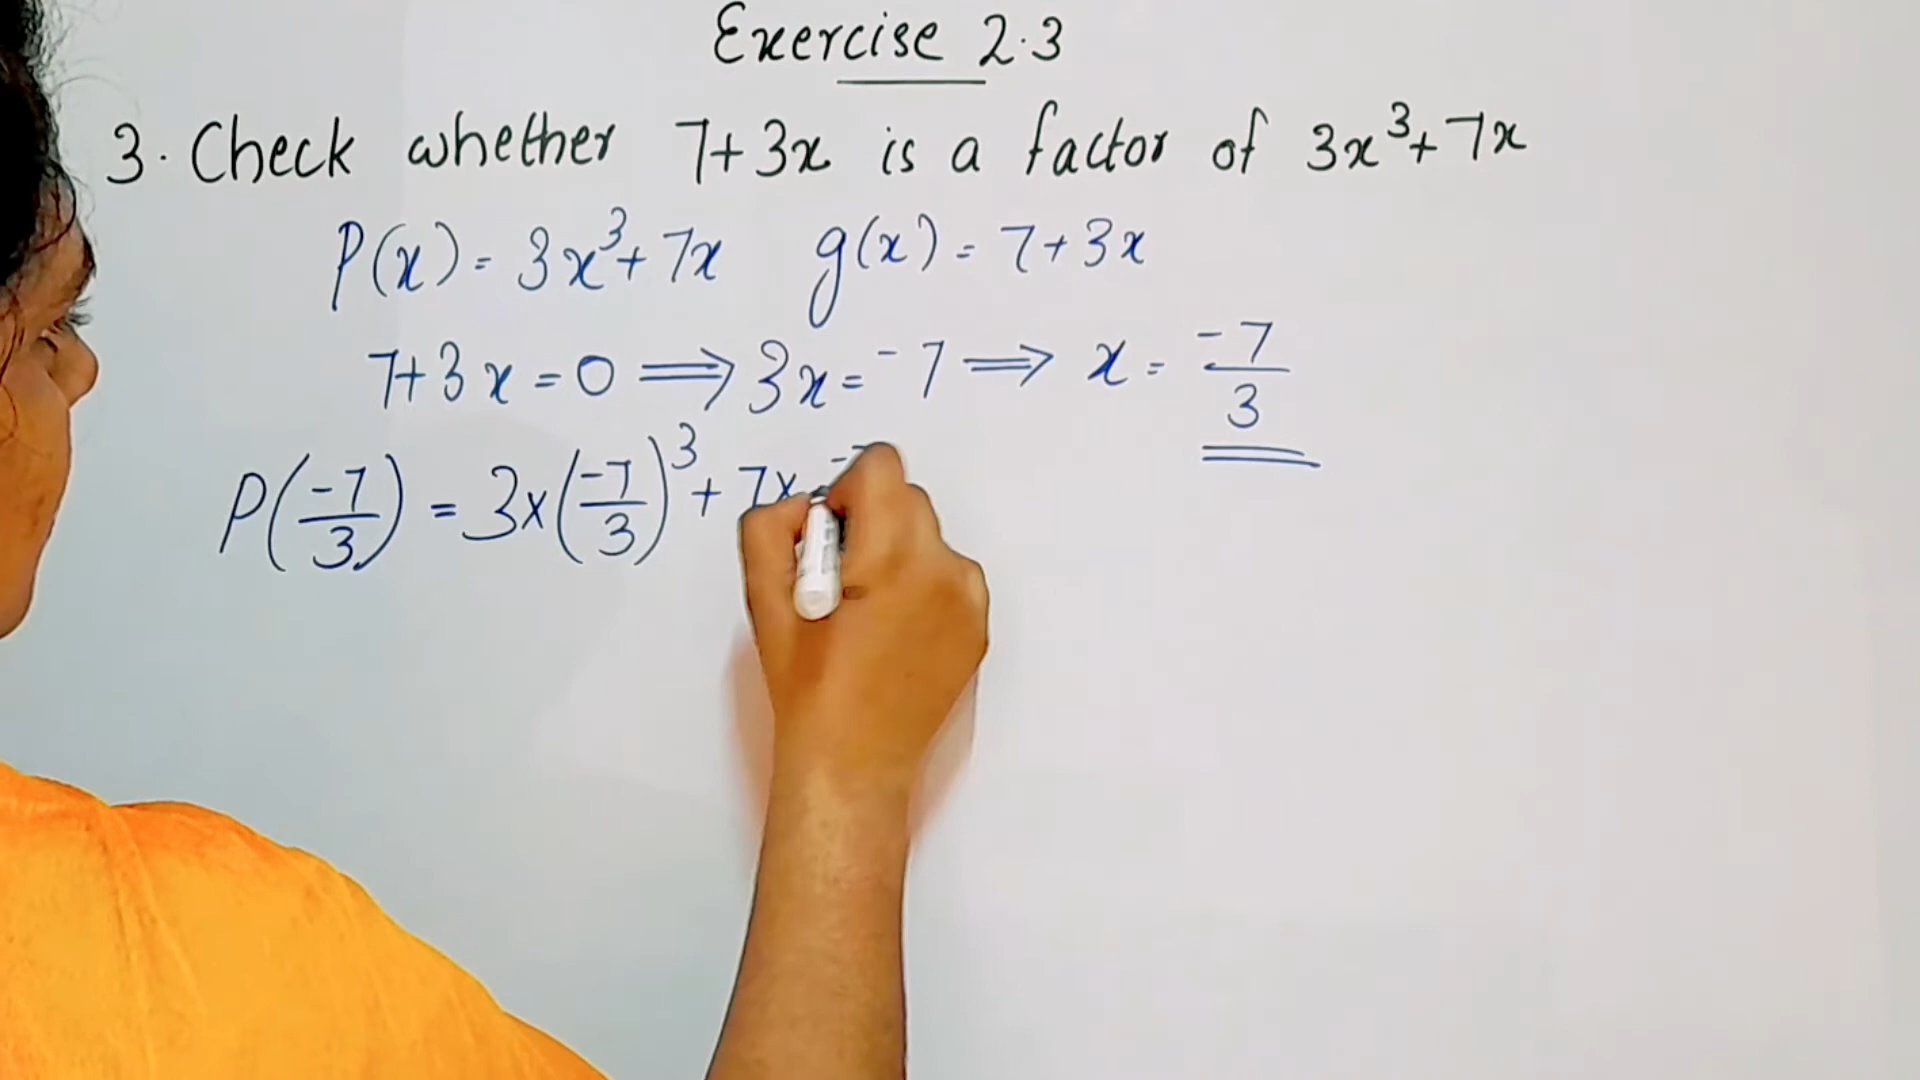 Exercise 2.3
3. Check whether 7+3x is a factor of 3x³+7x
P(x) = 3x³+7x g(x) = 7+3x
7+3x=0 ⟹ 3x=-7 ⟹ x = -7/3
P(-7/3) = 3×(-7/3)³+7×